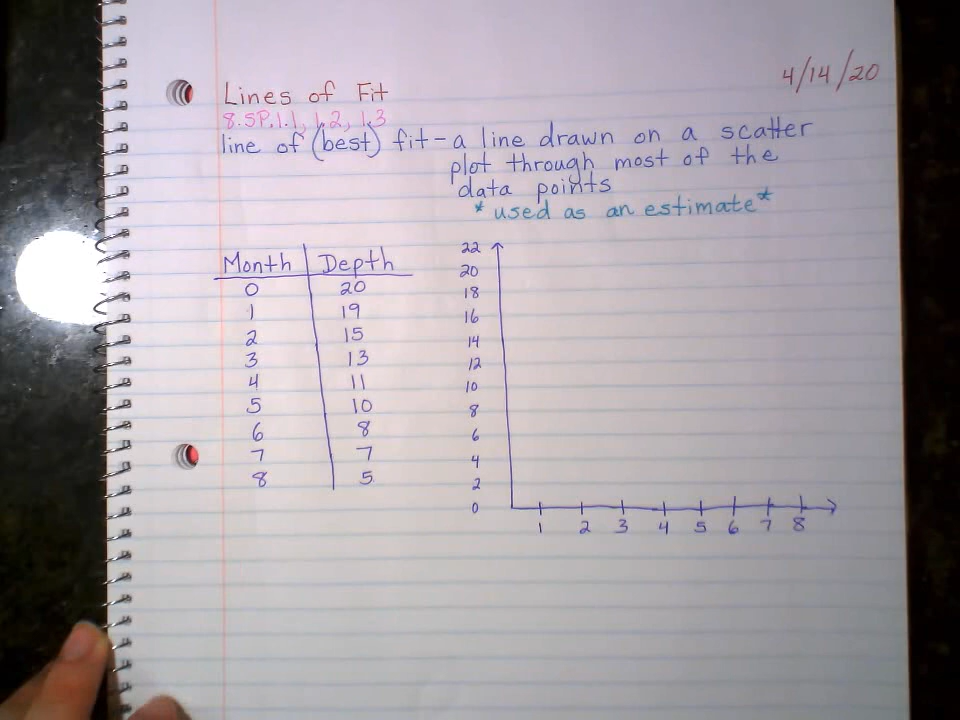 4/14/20
Lines of Fit
8.SP.1.1, 1.2, 1.3
line of (best) fit - a line drawn on a scatter
plot through most of the
data points
* used as an estimate *
Month Depth
0 20
1 19
2 15
3 13
4 11
5 10
6 8
7 7
8 5
22
20
18
16
14
12
10
8
6
4
2
0
1 2 3 4 5 6 7 8